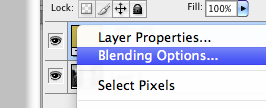 Lock: Fill: 100%
Layer Properties...
Blending Options...
Select Pixels